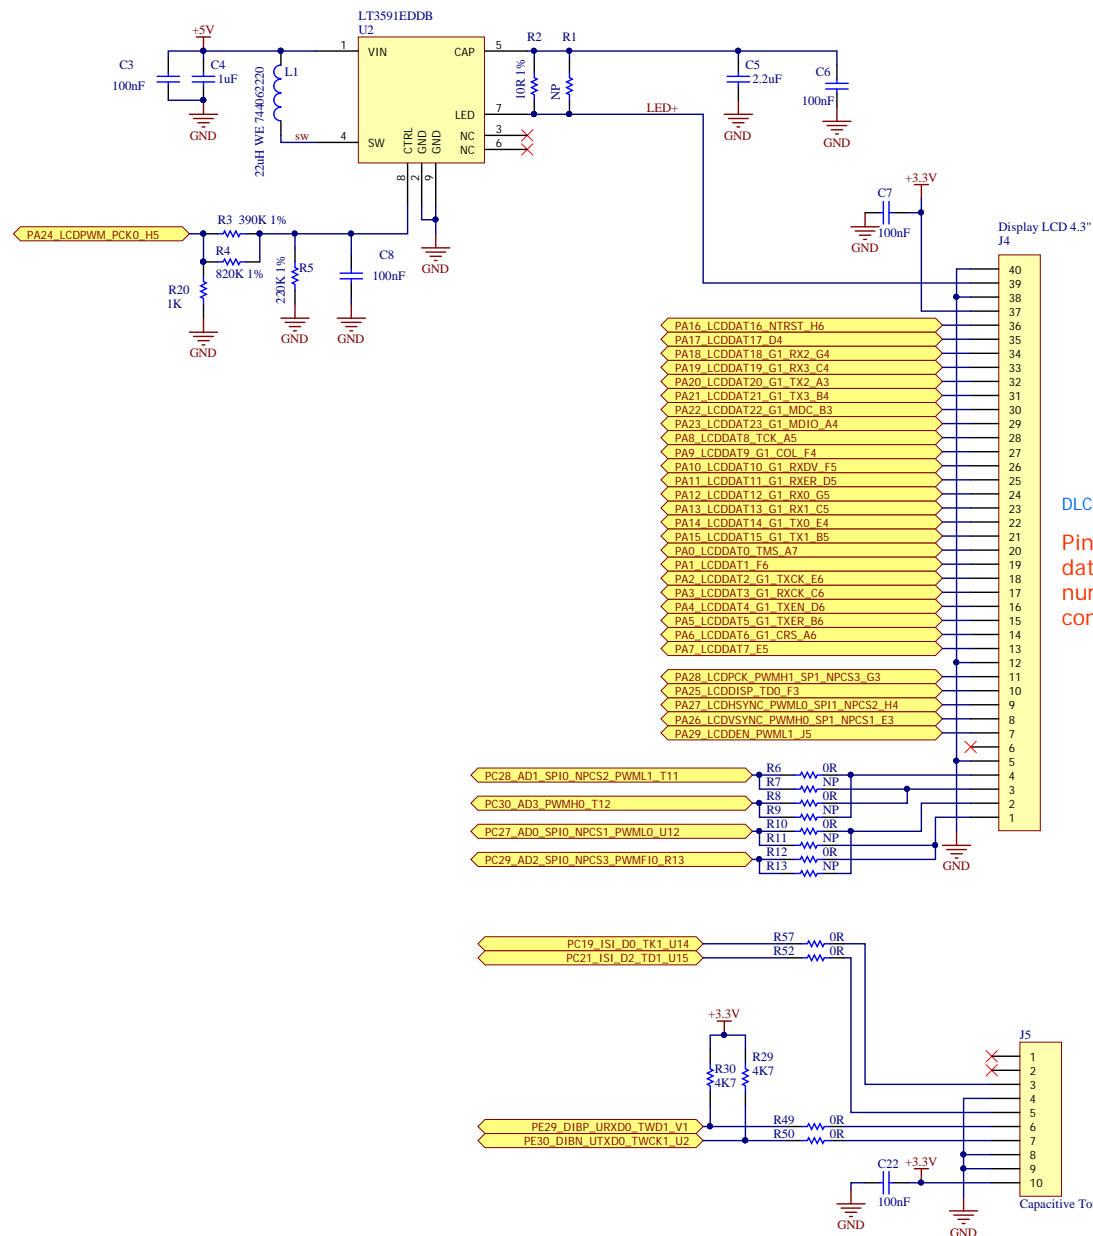 LT3591EDDB
U2
+5V
C3
100nF
C4
1uF
L1
22uH WE 744062220
sw
1
VIN
4
SW
CAP
5
LED
7
NC
3
NC
6
CTRL
GND
GND
8
2
9
R2
10R 1%
R1
NP
LED+
C5
2.2uF
C6
100nF
GND
GND
GND
GND
PA24_LCDPWM_PCK0_H5
R3 390K 1%
R4
820K 1%
R20
1K
220K 1%
R5
C8
100nF
GND
GND
GND
+3.3V
C7
100nF
GND
Display LCD 4.3"
J4
40
39
38
37
PA16_LCDDAT16_NTRST_H6
36
PA17_LCDDAT17_D4
35
PA18_LCDDAT18_G1_RX2_G4
34
PA19_LCDDAT19_G1_RX3_C4
33
PA20_LCDDAT20_G1_TX2_A3
32
PA21_LCDDAT21_G1_TX3_B4
31
PA22_LCDDAT22_G1_MDC_B3
30
PA23_LCDDAT23_G1_MDIO_A4
29
PA8_LCDDAT8_TCK_A5
28
PA9_LCDDAT9_G1_COL_F4
27
PA10_LCDDAT10_G1_RXDV_F5
26
PA11_LCDDAT11_G1_RXER_D5
25
PA12_LCDDAT12_G1_RX0_G5
24
PA13_LCDDAT13_G1_RX1_C5
23
PA14_LCDDAT14_G1_TX0_E4
22
PA15_LCDDAT15_G1_TX1_B5
21
PA0_LCDDAT0_TMS_A7
20
PA1_LCDDAT1_F6
19
PA2_LCDDAT2_G1_TXCK_E6
18
PA3_LCDDAT3_G1_RXCK_C6
17
PA4_LCDDAT4_G1_TXEN_D6
16
PA5_LCDDAT5_G1_TXER_B6
15
PA6_LCDDAT6_G1_CRS_A6
14
PA7_LCDDAT7_E5
13
12
PA28_LCDPCK_PWMH1_SP1_NPCS3_G3
11
PA25_LCDDISP_TD0_F3
10
PA27_LCDHSYNC_PWML0_SPI1_NPCS2_H4
9
PA26_LCDVSYNC_PWMH0_SP1_NPCS1_E3
8
PA29_LCDDEN_PWML1_J5
7
6
5
4
3
2
1
GND
DLC
Pin
dat
con
PC28_AD1_SPI0_NPCS2_PWML1_T11
R6 0R
R7 NP
PC30_AD3_PWMH0_T12
R8 0R
R9 NP
PC27_AD0_SPI0_NPCS1_PWML0_U12
R10 0R
R11 NP
PC29_AD2_SPI0_NPCS3_PWMFI0_R13
R12 0R
R13 NP
PC19_ISI_D0_TK1_U14
R57 0R
PC21_ISI_D2_TD1_U15
R52 0R
+3.3V
R30
4K7
R29
4K7
PE29_DIBP_URXD0_TWD1_V1
R49 0R
PE30_DIBN_UTXD0_TWCK1_U2
R50 0R
C22
100nF
+3.3V
GND
GND
J5
1
2
3
4
5
6
7
8
9
10
Capacitive